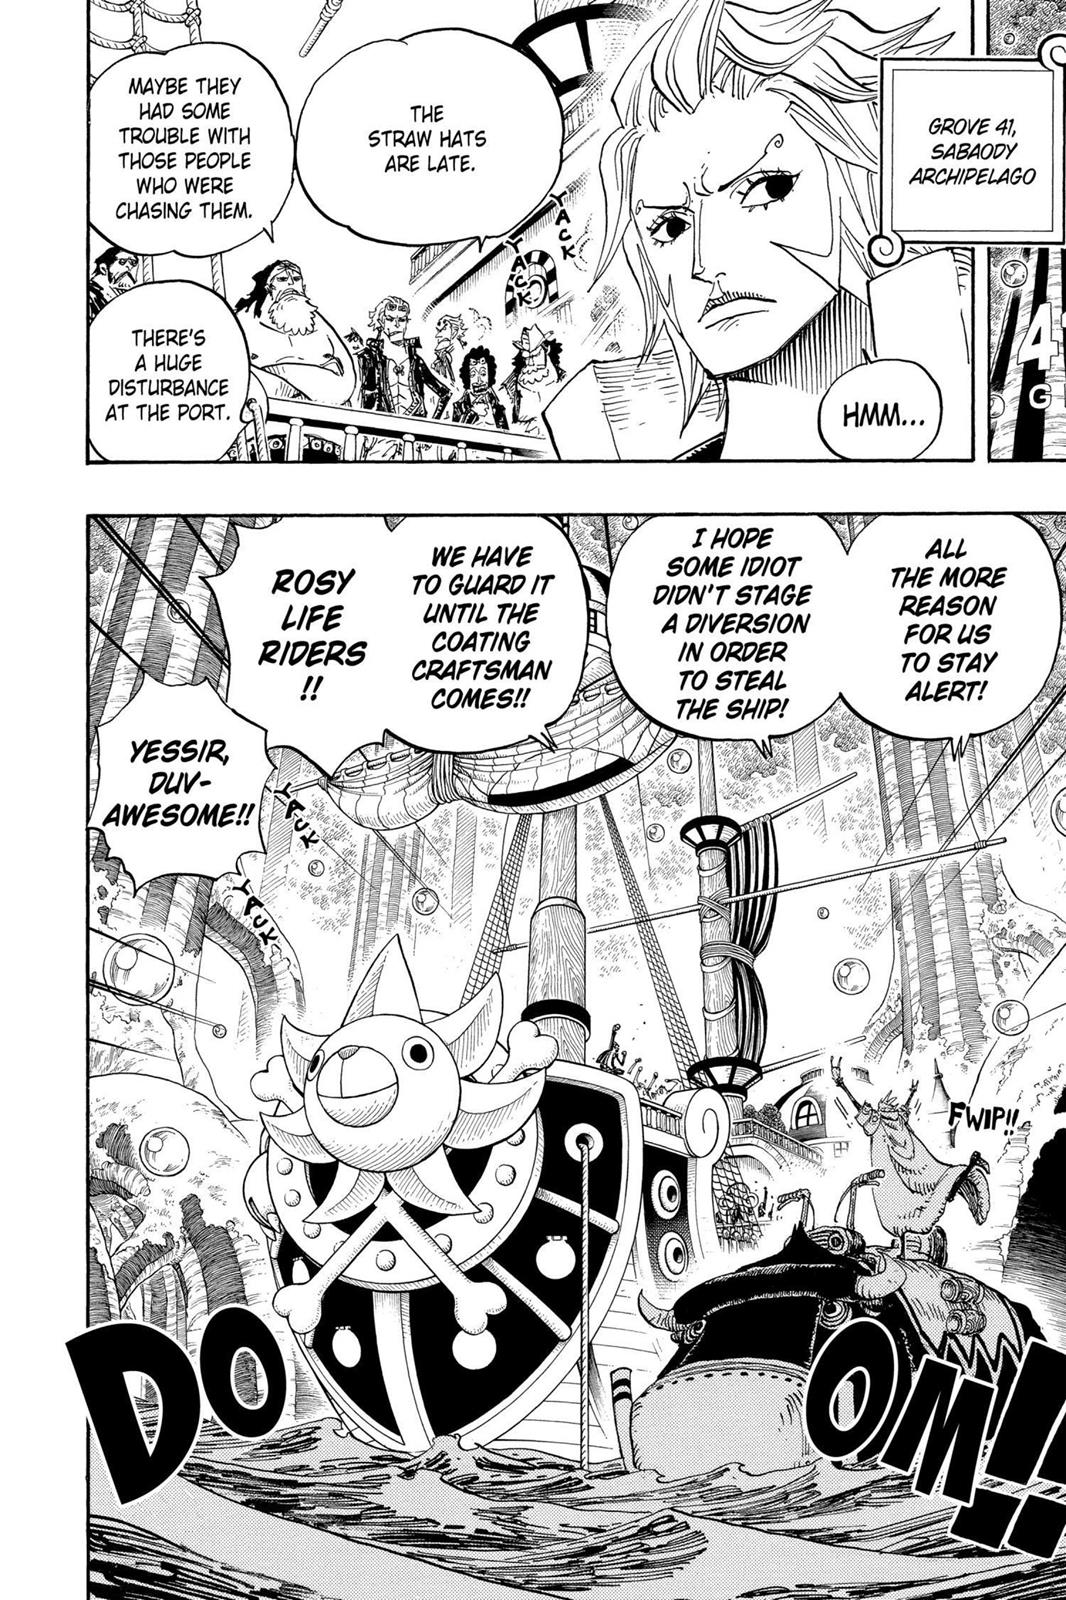 GROVE 41,
SABAODY
ARCHIPELAGO
4
G
HMM...
THE
STRAW HATS
ARE LATE.
YACK
YACK
MAYBE THEY
HAD SOME
TROUBLE WITH
THOSE PEOPLE
WHO WERE
CHASING THEM.
THERE'S
A HUGE
DISTURBANCE
AT THE PORT.
ALL
THE MORE
REASON
FOR US
TO STAY
ALERT!
I HOPE
SOME IDIOT
DIDN'T STAGE
A DIVERSION
IN ORDER
TO STEAL
THE SHIP!
WE HAVE
TO GUARD IT
UNTIL THE
COATING
CRAFTSMAN
COMES!!
ROSY
LIFE
RIDERS
!!
YESSIR,
DUV-
AWESOME!!
YACK
YACK
FWIP!!
DO
OM!!